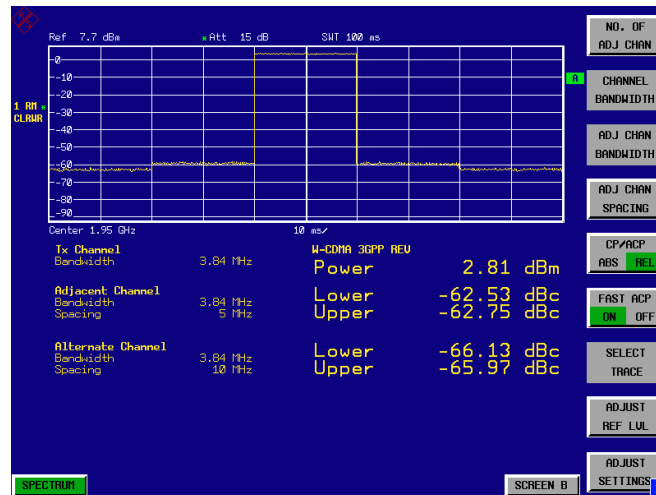 Ref 7.7 dBm *Att 15 dB SWT 100 ms
0
-10
A
-20
1 RM *
CLRWR
-30
-40
-50
-60
-70
-80
-90
Center 1.95 GHz 10 ms/
Tx Channel W-CDMA 3GPP REV
Bandwidth 3.84 MHz Power 2.81 dBm
Adjacent Channel Lower -62.53 dBc
Bandwidth 3.84 MHz Upper -62.75 dBc
Spacing 5 MHz
Alternate Channel Lower -66.13 dBc
Bandwidth 3.84 MHz Upper -65.97 dBc
Spacing 10 MHz
SPECTRUM SCREEN B
NO. OF
ADJ CHAN
CHANNEL
BANDWIDTH
ADJ CHAN
BANDWIDTH
ADJ CHAN
SPACING
CP/ACP
ABS REL
FAST ACP
ON OFF
SELECT
TRACE
ADJUST
REF LVL
ADJUST
SETTINGS